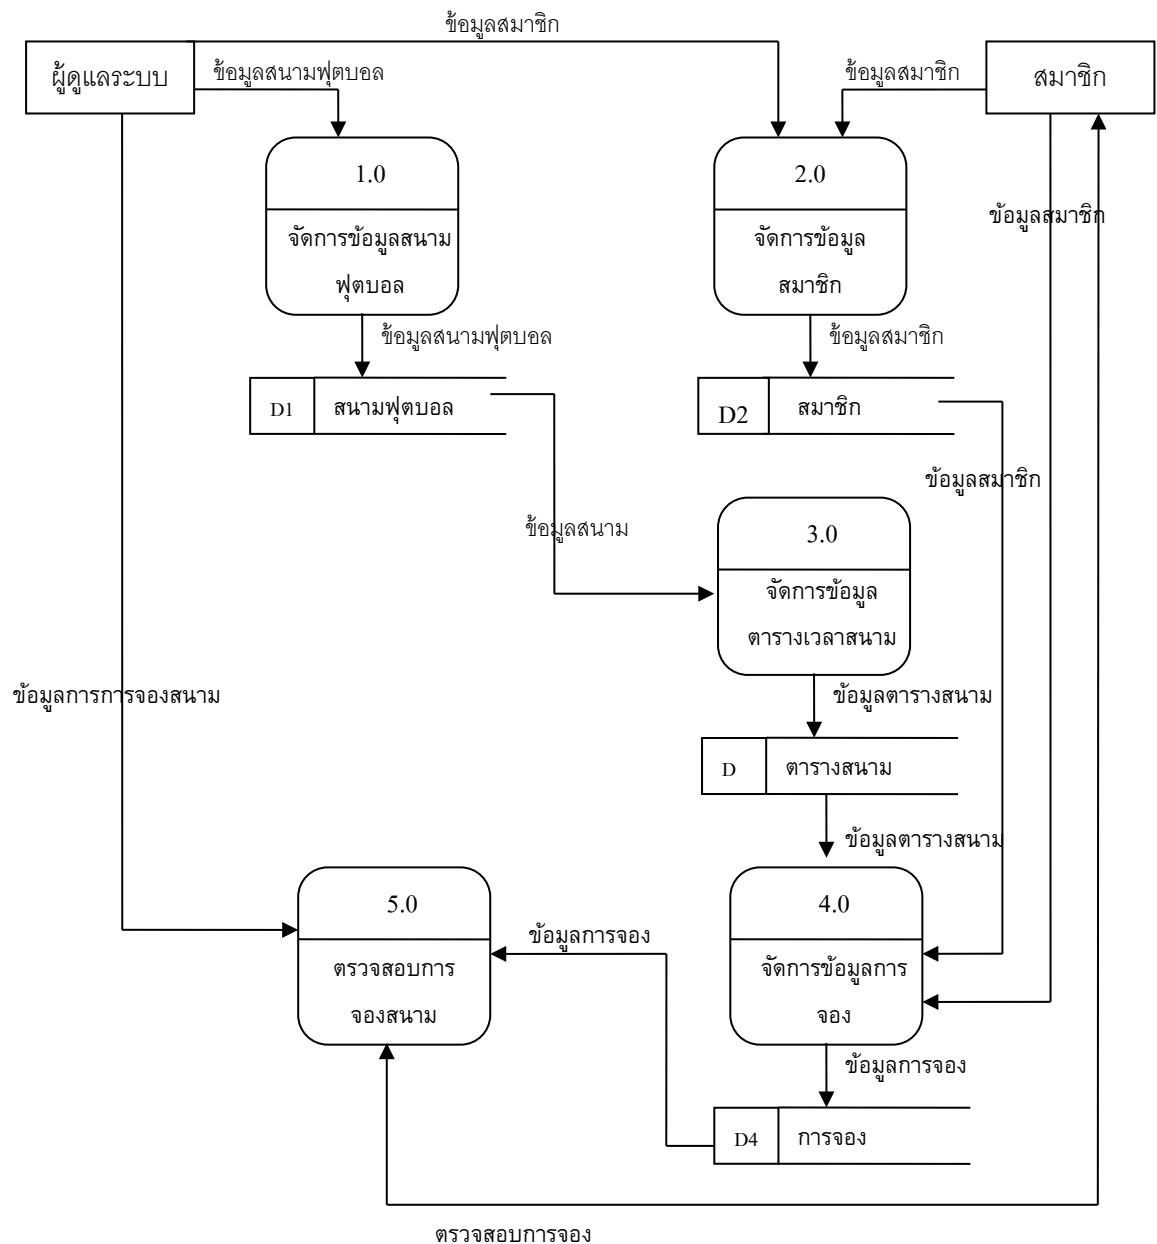 ข้อมูลสมาชิก
ผู้ดูแลระบบ
ข้อมูลสนามฟุตบอล
ข้อมูลสมาชิก
สมาชิก
1.0
จัดการข้อมูลสนาม
ฟุตบอล
2.0
จัดการข้อมูล
สมาชิก
ข้อมูลสมาชิก
ข้อมูลสนามฟุตบอล
ข้อมูลสมาชิก
D1
สนามฟุตบอล
D2
สมาชิก
ข้อมูลสมาชิก
ข้อมูลสนาม
3.0
จัดการข้อมูล
ตารางเวลาสนาม
ข้อมูลการการจองสนาม
ข้อมูลตารางสนาม
D
ตารางสนาม
ข้อมูลตารางสนาม
5.0
ตรวจสอบการ
จองสนาม
ข้อมูลการจอง
4.0
จัดการข้อมูลการ
จอง
ข้อมูลการจอง
D4
การจอง
ตรวจสอบการจอง